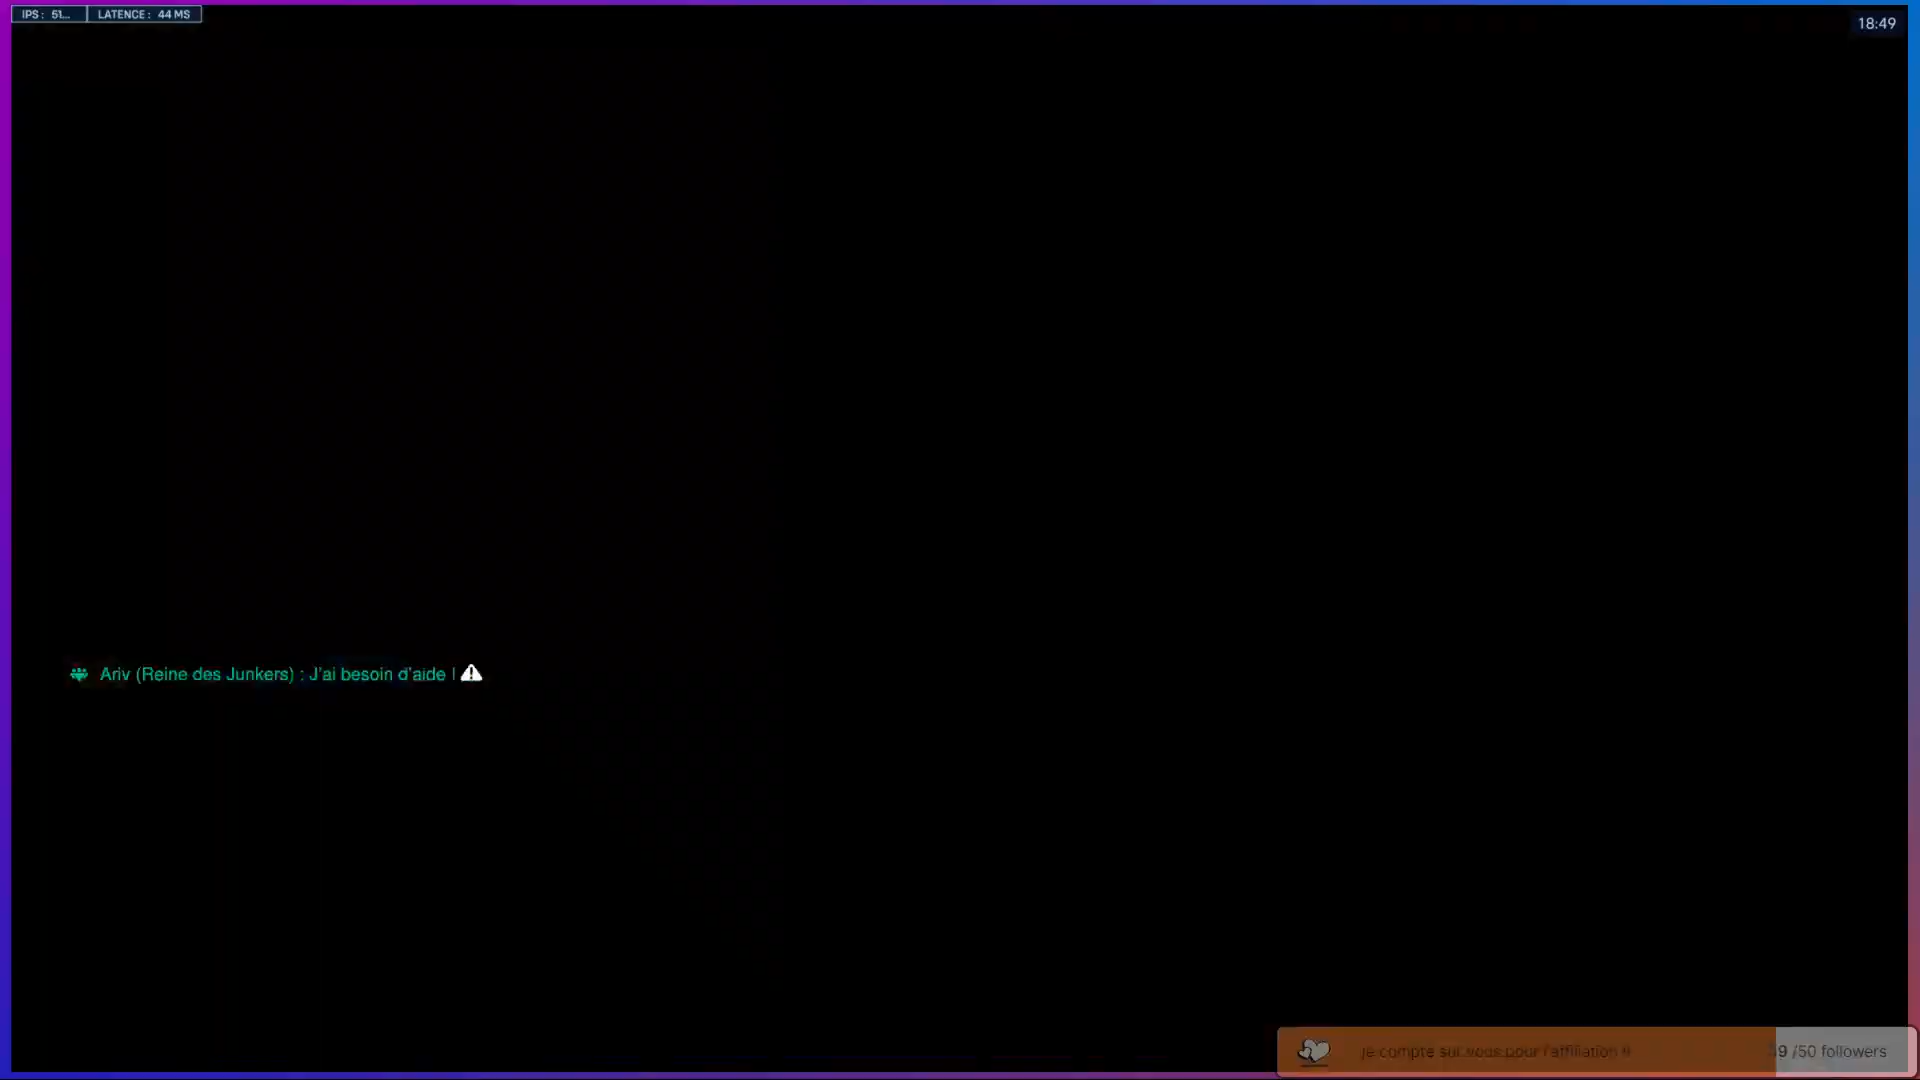 IPS : 51... LATENCE : 44 MS
18:49
Ariv (Reine des Junkers) : J'ai besoin d'aide !
je compte sur vous pour l'affiliation !!
/50 followers